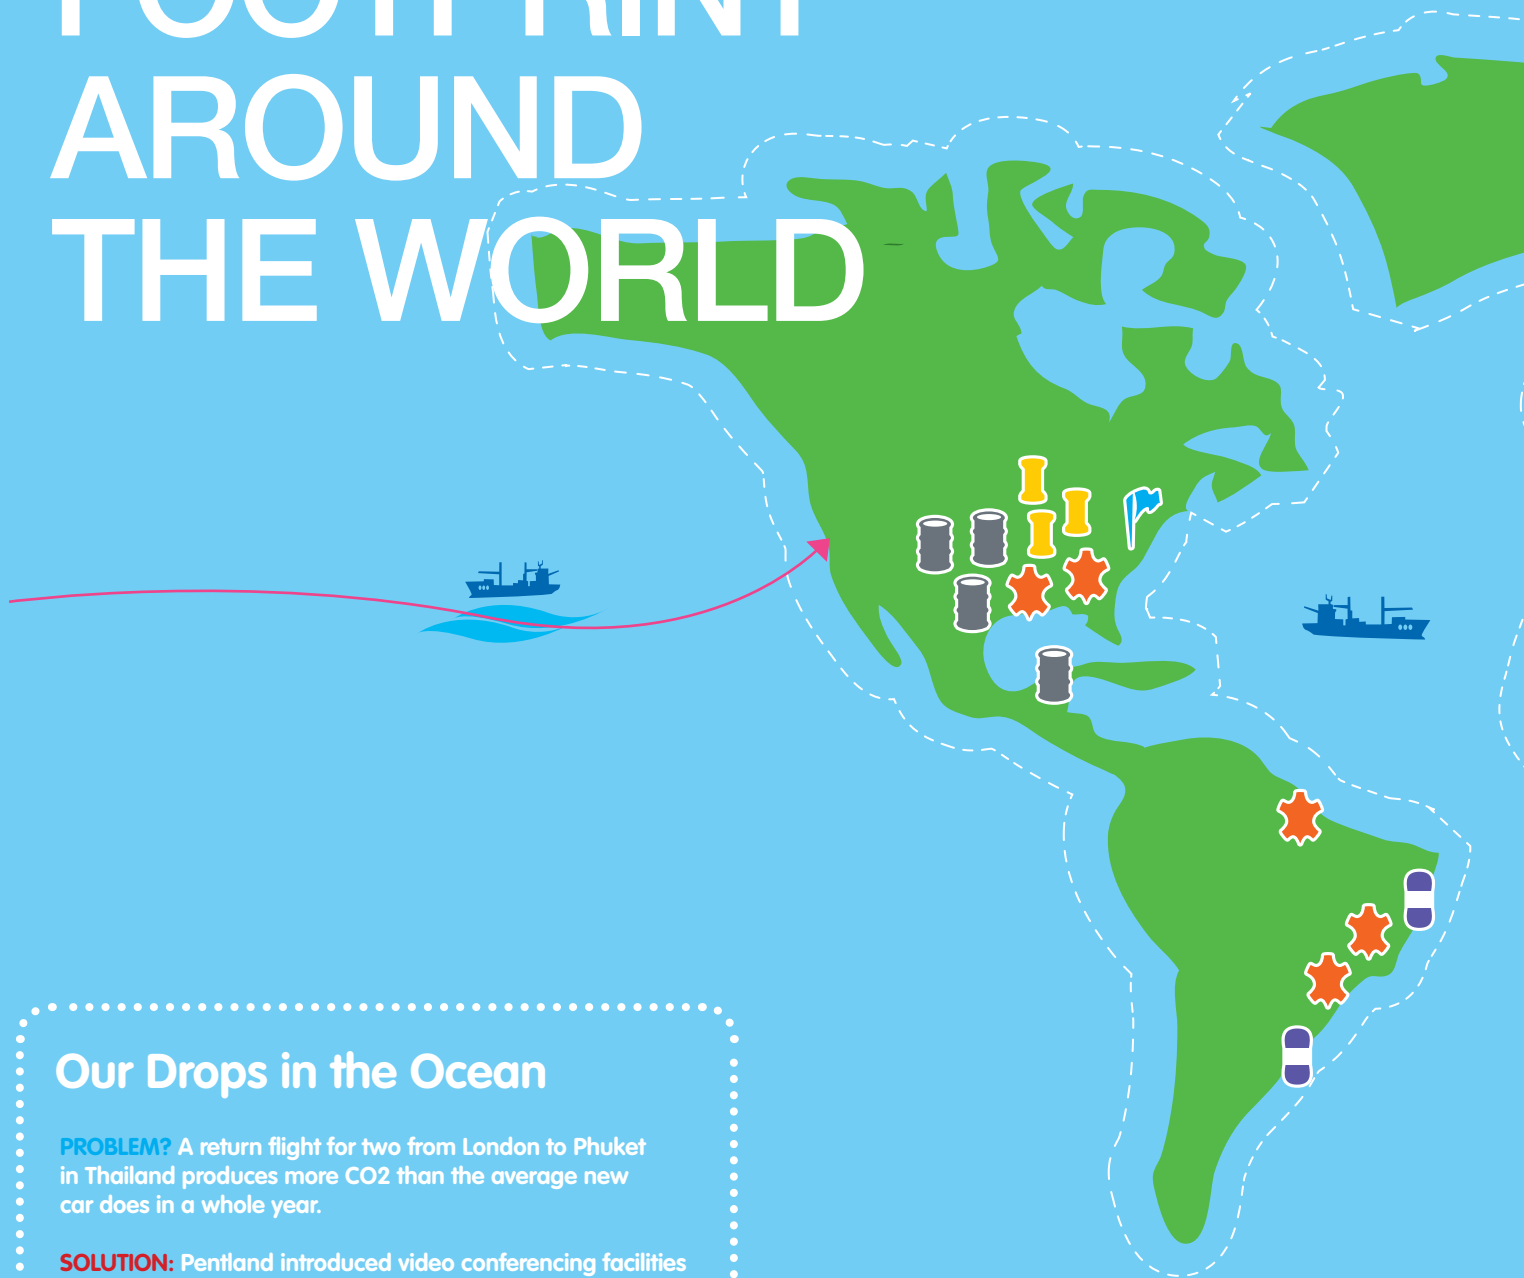 FOOTPRINT
AROUND
THE WORLD
Our Drops in the Ocean
PROBLEM? A return flight for two from London to Phuket
in Thailand produces more CO2 than the average new
car does in a whole year.
SOLUTION: Pentland introduced video conferencing facilities